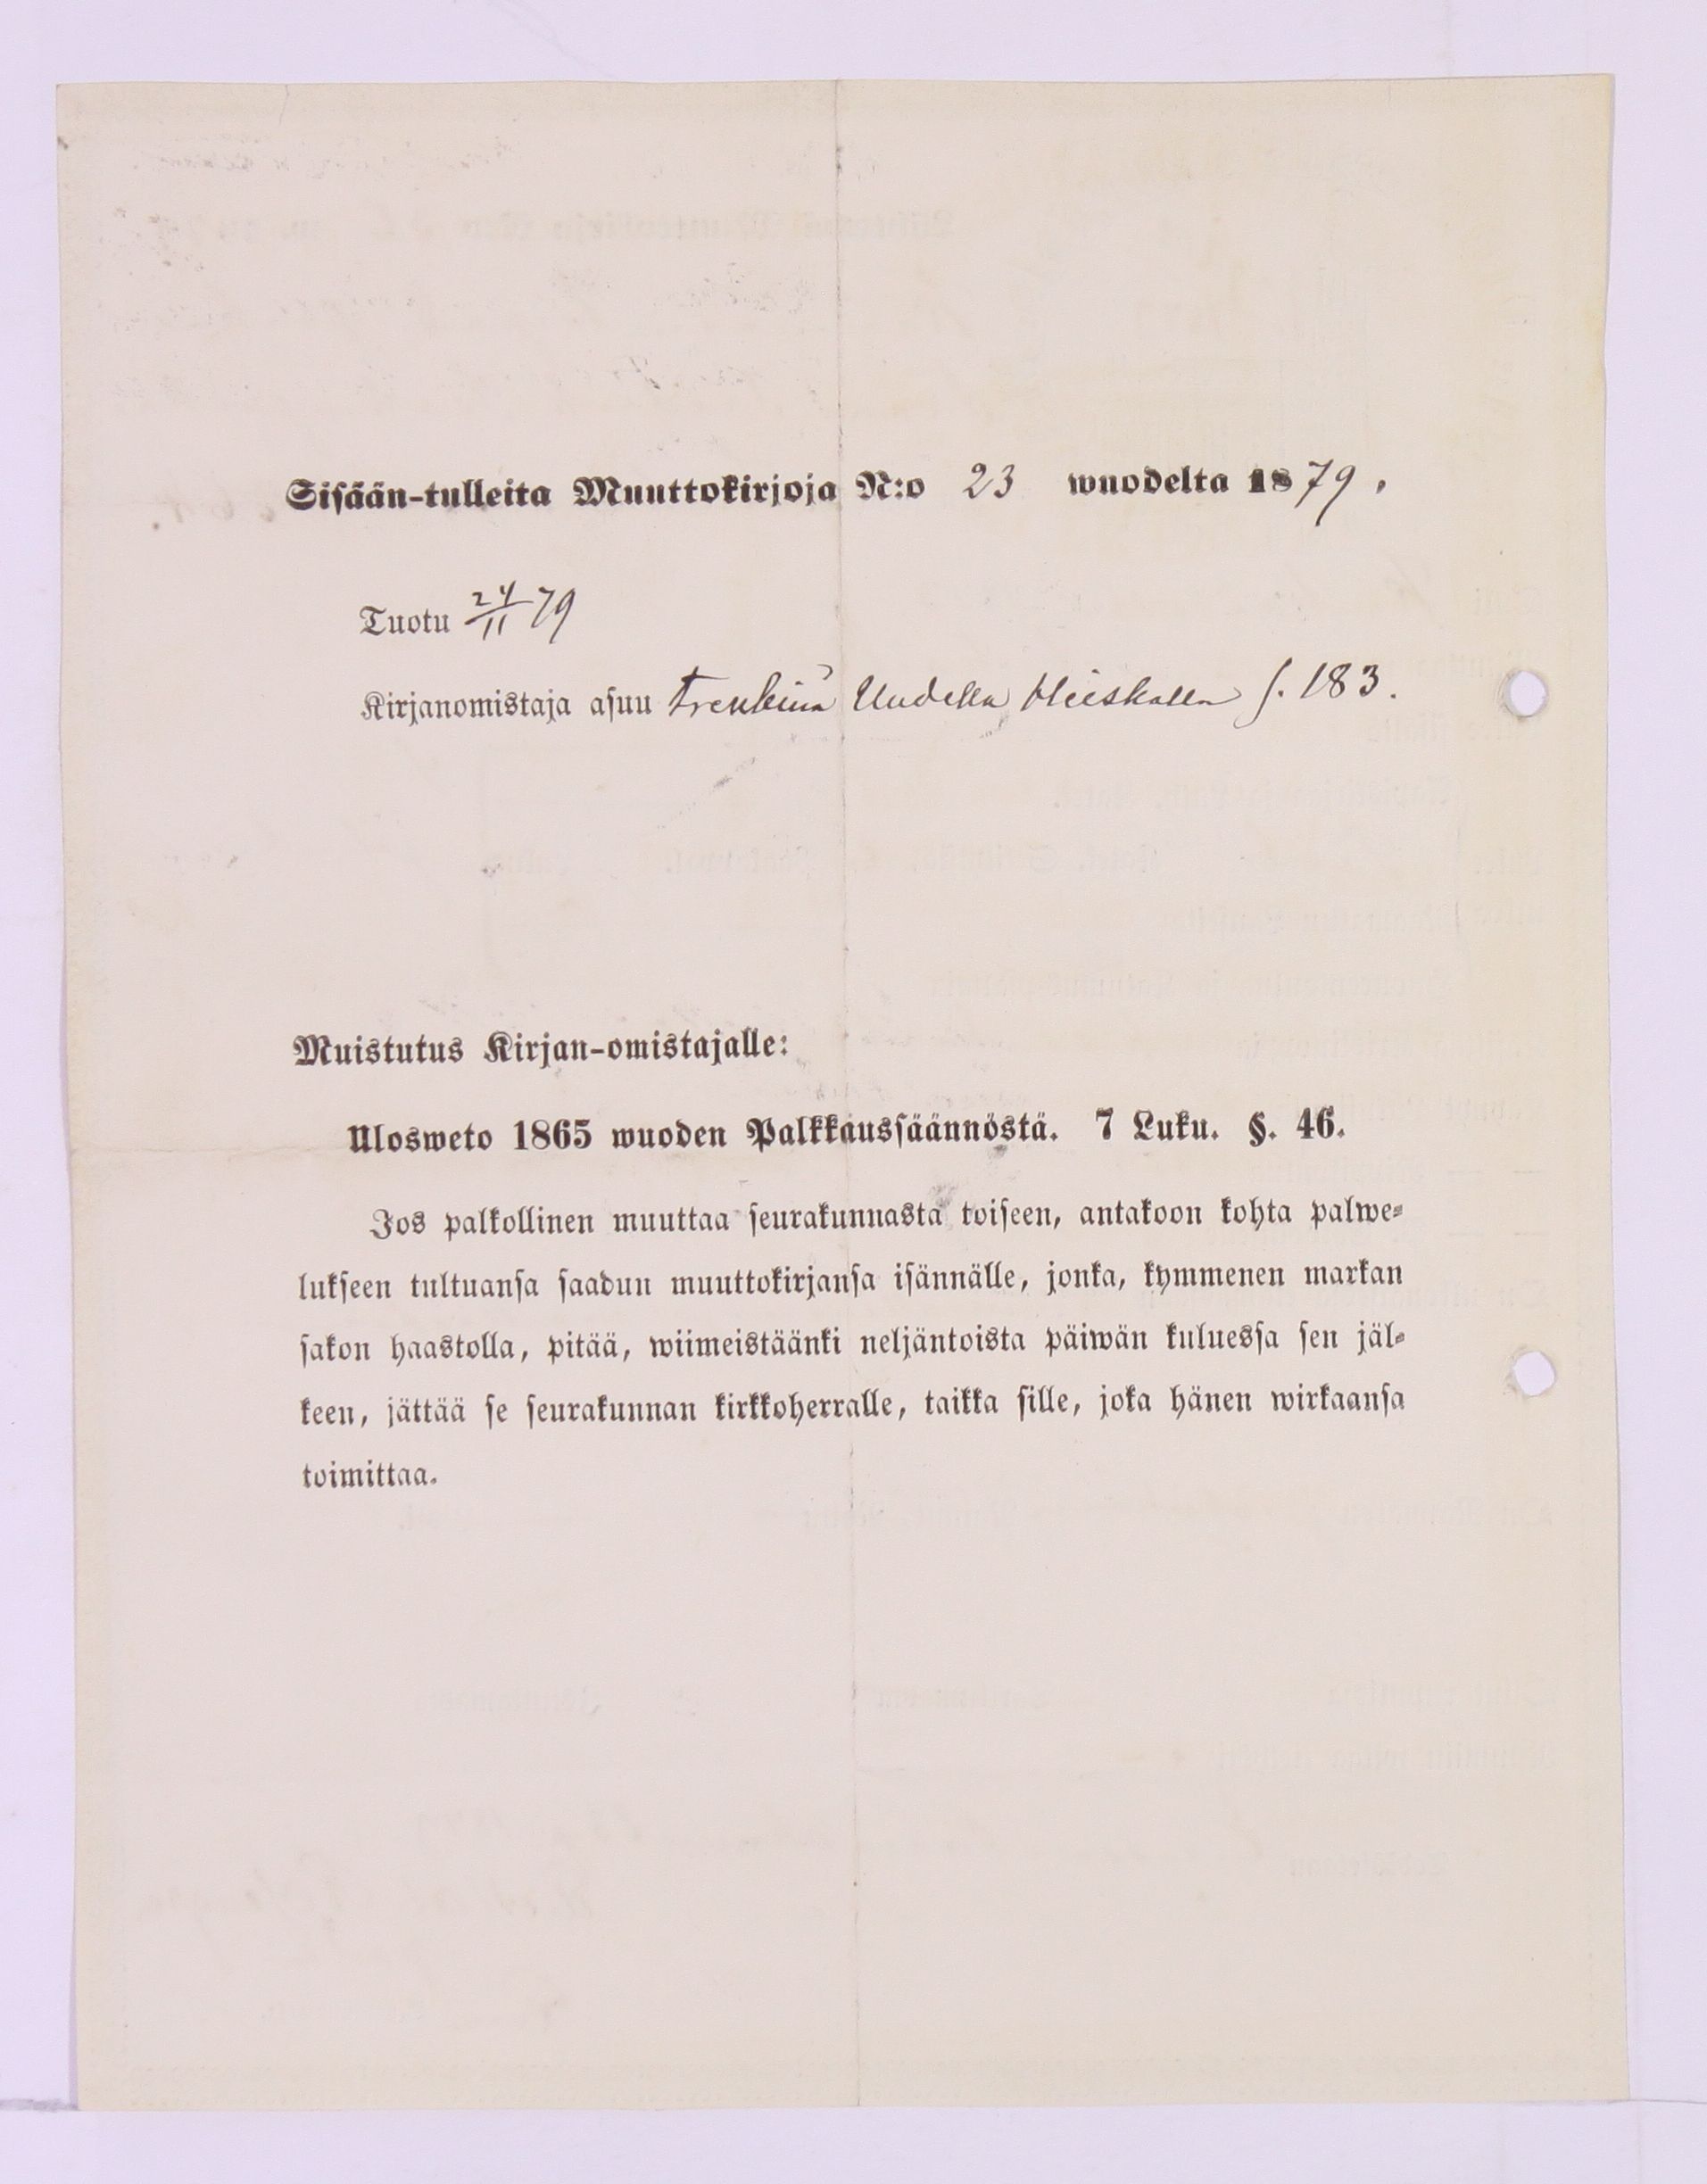 Sisään-tulleita Muuttokirjoja N:o 23 wuodelta 1879.
Tuotu 24/11 79
Kirjanomistaja asuu Trenkinä Uudella Heiskalla s. 183.
Muistutus Kirjan-omistajalle:
Ulosweto 1865 wuoden Palkkaussäännöstä. 7 Luku. §. 46.
Jos palkollinen muuttaa seurakunnasta toiseen, antakoon kohta palwe-
lukseen tultuansa saadun muuttokirjansa isännälle, jonka, kymmenen markan
sakon haastolla, pitää, wiimeistäänki neljäntoista päiwän kuluessa sen jäl-
keen, jättää se seurakunnan kirkkoherralle, taikka sille, joka hänen wirkaansa
toimittaa.